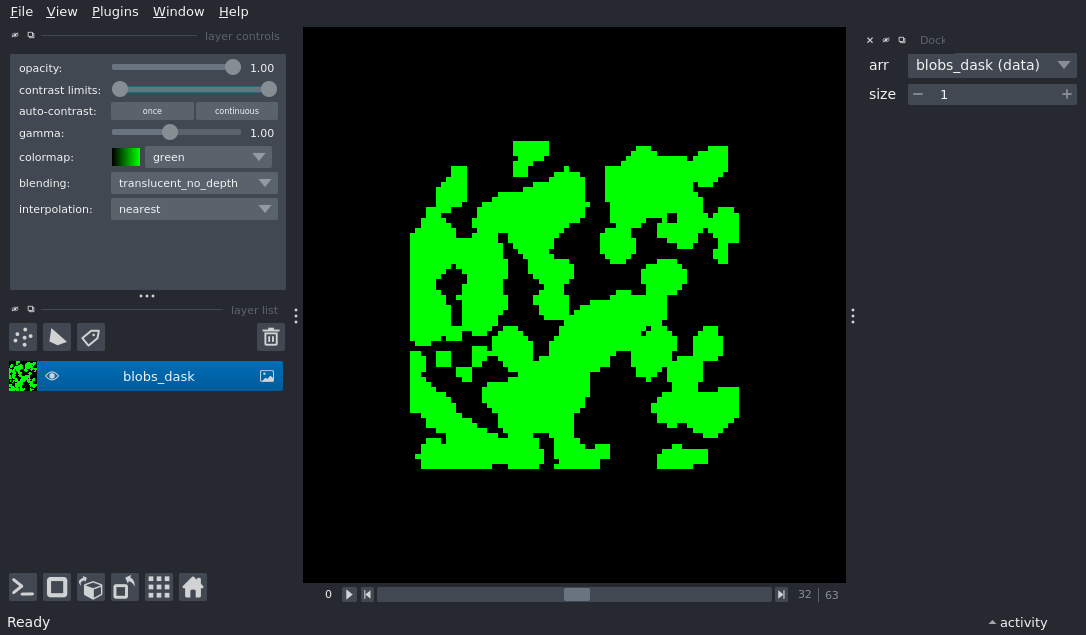 File View Plugins Window Help
layer controls
opacity: 1.00
contrast limits:
auto-contrast: once continuous
gamma: 1.00
colormap: green
blending: translucent_no_depth
interpolation: nearest
layer list
blobs_dask
0 32 63
Dock
arr blobs_dask (data)
size 1
Ready
activity